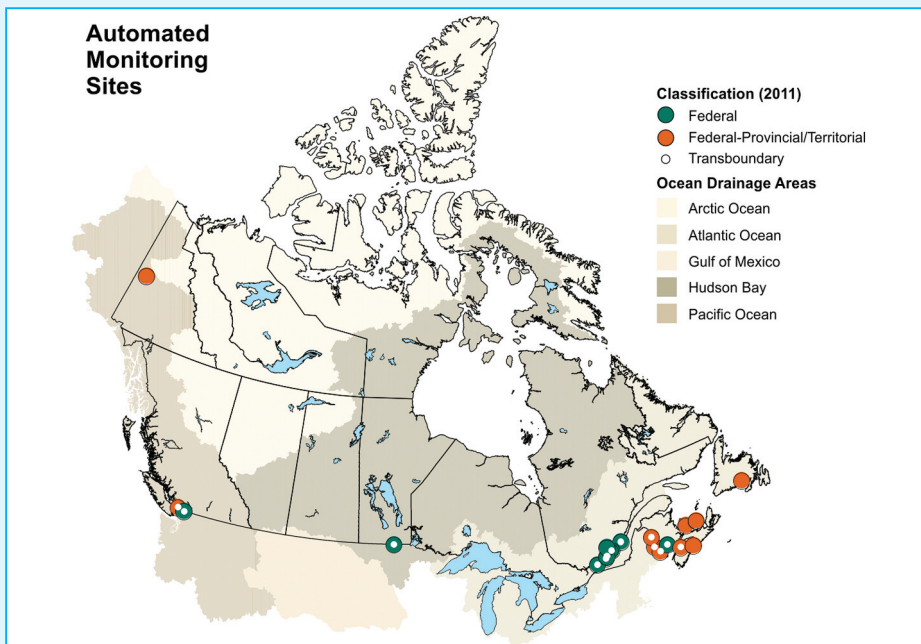 Automated
Monitoring
Sites
Classification (2011)
Federal
Federal-Provincial/Territorial
Transboundary
Ocean Drainage Areas
Arctic Ocean
Atlantic Ocean
Gulf of Mexico
Hudson Bay
Pacific Ocean